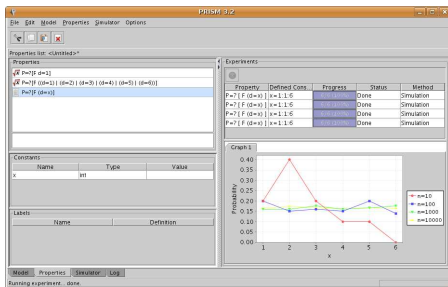 PRISM 3.2
File Edit Model Properties Simulator Options
Properties list: <Untitled>*
Properties
P=?[F d=1]
P=?[F ((d=1) | (d=2) | (d=3) | (d=4) | (d=5) | (d=6))]
P=?[F (d=x)]
Constants
Name Type Value
x int
Labels
Name Definition
Experiments
Property Defined Cons... Progress Status Method
P=? [ F (d=x) ] x=1:1:6 Done Simulation
P=? [ F (d=x) ] x=1:1:6 Done Simulation
P=? [ F (d=x) ] x=1:1:6 Done Simulation
P=? [ F (d=x) ] x=1:1:6 Done Simulation
Graph 1
Probability
0.40
0.35
0.30
0.25
0.20
0.15
0.10
0.05
0.00
1 2 3 4 5 6
x
n=10
n=100
n=1000
n=10000
Model Properties Simulator Log
Running experiment... done.